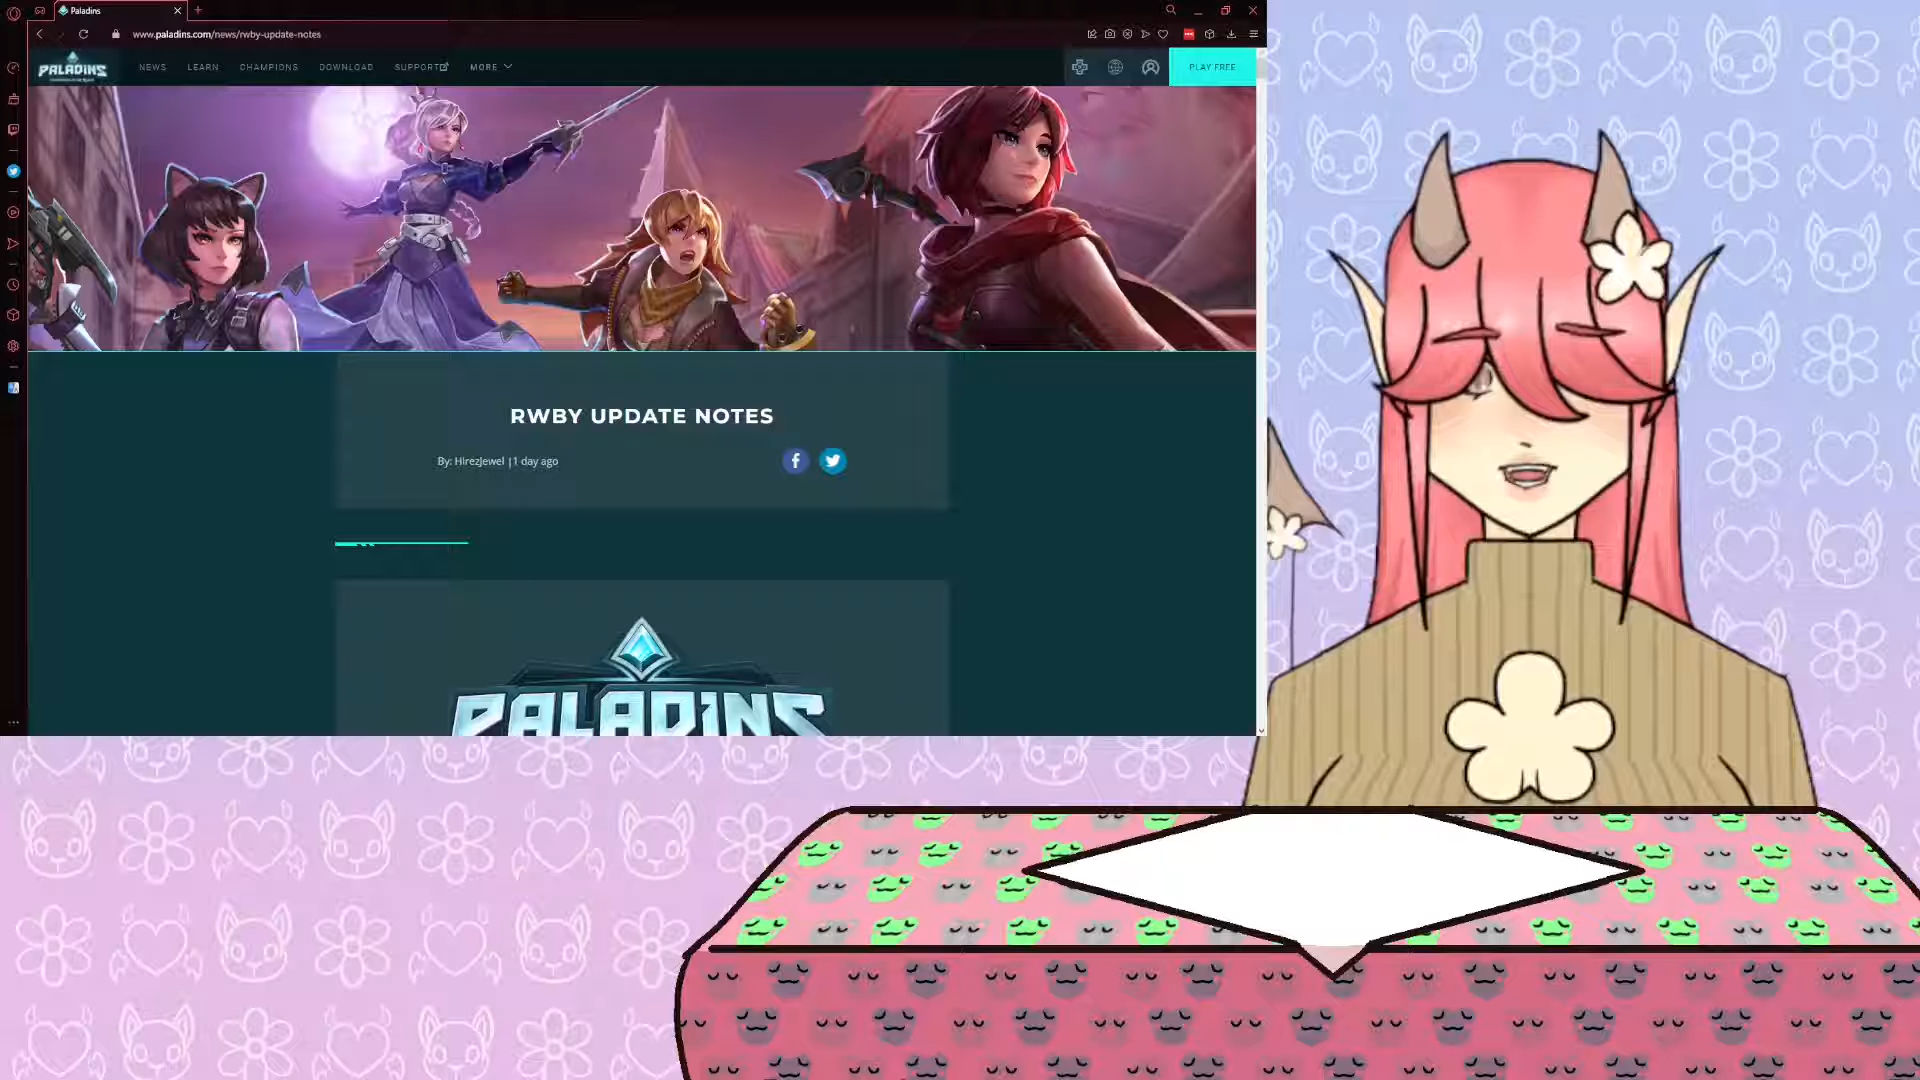 Paladins
www.paladins.com/news/rwby-update-notes
PALADINS
NEWS
LEARN
CHAMPIONS
DOWNLOAD
SUPPORT
MORE
PLAY FREE
RWBY UPDATE NOTES
By: HirezJewel |1 day ago
PALADINS